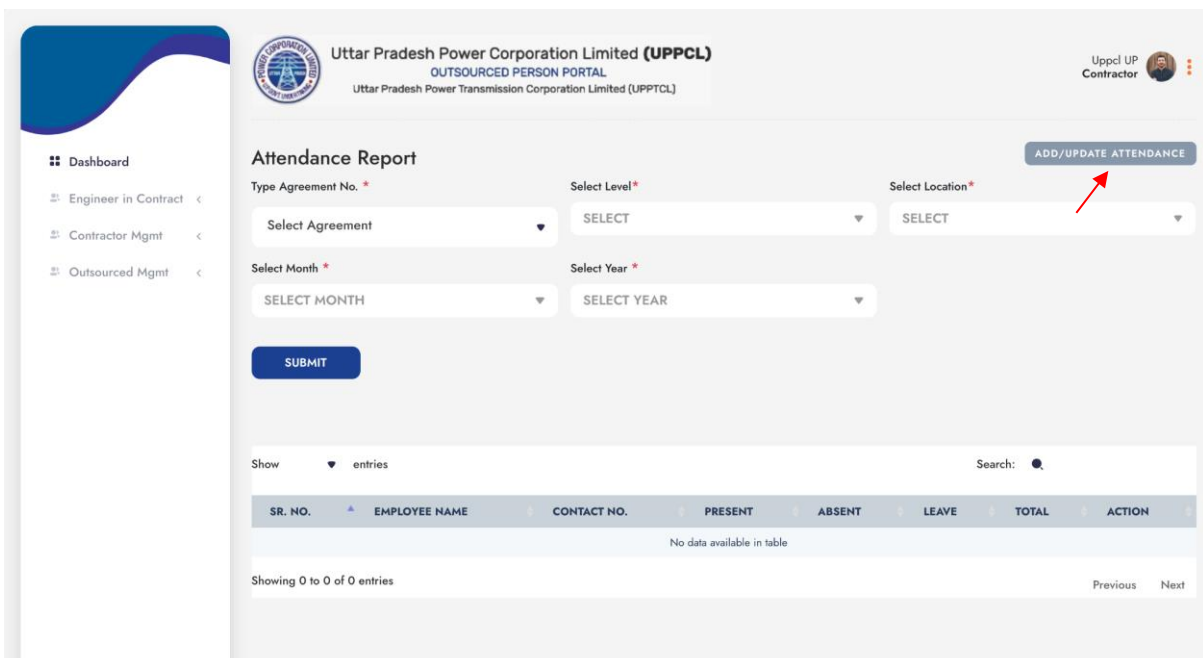 Uttar Pradesh Power Corporation Limited (UPPCL)
OUTSOURCED PERSON PORTAL
Uttar Pradesh Power Transmission Corporation Limited (UPPTCL)
Uppcl UP
Contractor
Dashboard
Engineer in Contract <
Contractor Mgmt <
Outsourced Mgmt <
Attendance Report
ADD/UPDATE ATTENDANCE
Type Agreement No. * Select Level* Select Location*
Select Agreement SELECT SELECT
Select Month * Select Year *
SELECT MONTH SELECT YEAR
SUBMIT
Show entries Search:
SR. NO. EMPLOYEE NAME CONTACT NO. PRESENT ABSENT LEAVE TOTAL ACTION
No data available in table
Showing 0 to 0 of 0 entries Previous Next